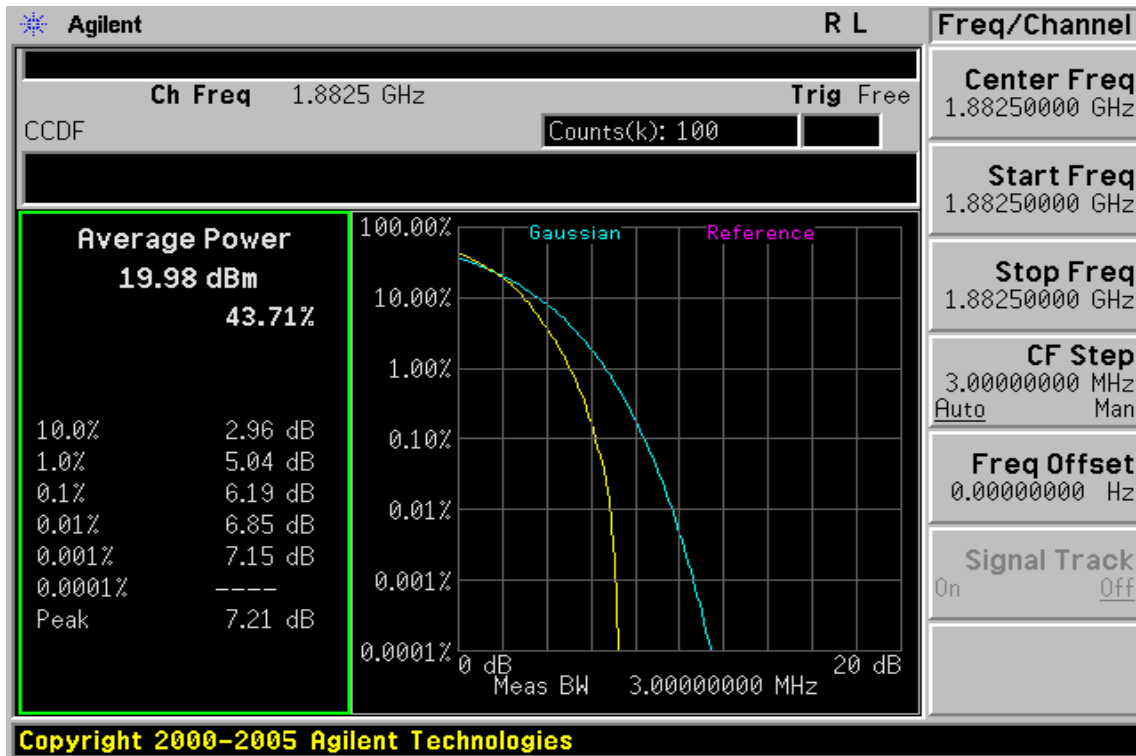 Agilent
R L
Ch Freq 1.8825 GHz
Trig Free
CCDF
Counts(k): 100
Average Power
19.98 dBm
43.71%
10.0% 2.96 dB
1.0% 5.04 dB
0.1% 6.19 dB
0.01% 6.85 dB
0.001% 7.15 dB
0.0001% ----
Peak 7.21 dB
Gaussian
Reference
100.00%
10.00%
1.00%
0.10%
0.01%
0.001%
0.0001%
0 dB
20 dB
Meas BW 3.00000000 MHz
Freq/Channel
Center Freq
1.88250000 GHz
Start Freq
1.88250000 GHz
Stop Freq
1.88250000 GHz
CF Step
3.00000000 MHz
Auto Man
Freq Offset
0.00000000 Hz
Signal Track
On Off
Copyright 2000-2005 Agilent Technologies